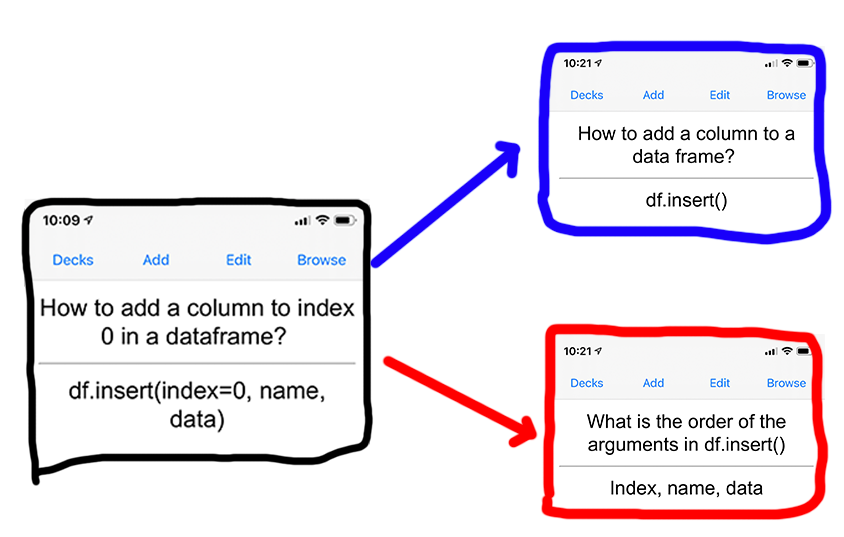 10:09
Decks Add Edit Browse
How to add a column to index
0 in a dataframe?
df.insert(index=0, name,
data)
10:21
Decks Add Edit Browse
How to add a column to a
data frame?
df.insert()
10:21
Decks Add Edit Browse
What is the order of the
arguments in df.insert()
Index, name, data